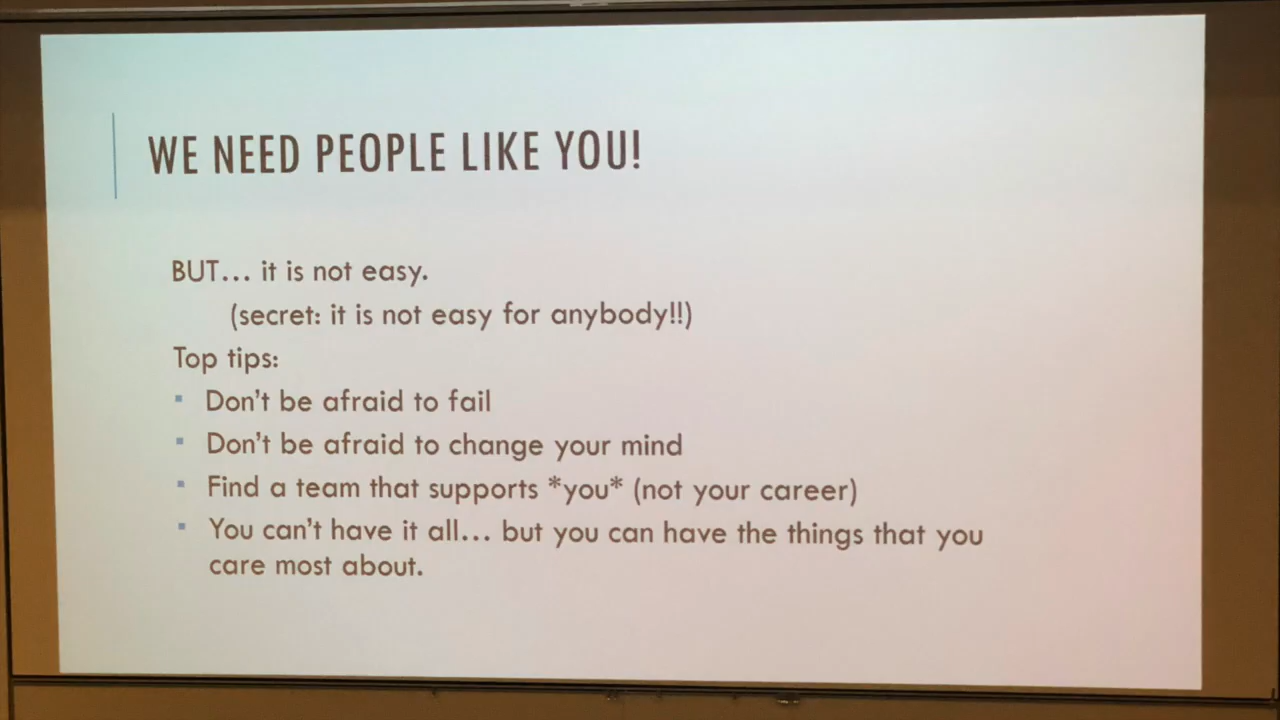 WE NEED PEOPLE LIKE YOU!
BUT... it is not easy.
(secret: it is not easy for anybody!!)
Top tips:
▪ Don't be afraid to fail
▪ Don't be afraid to change your mind
▪ Find a team that supports *you* (not your career)
▪ You can't have it all... but you can have the things that you
care most about.